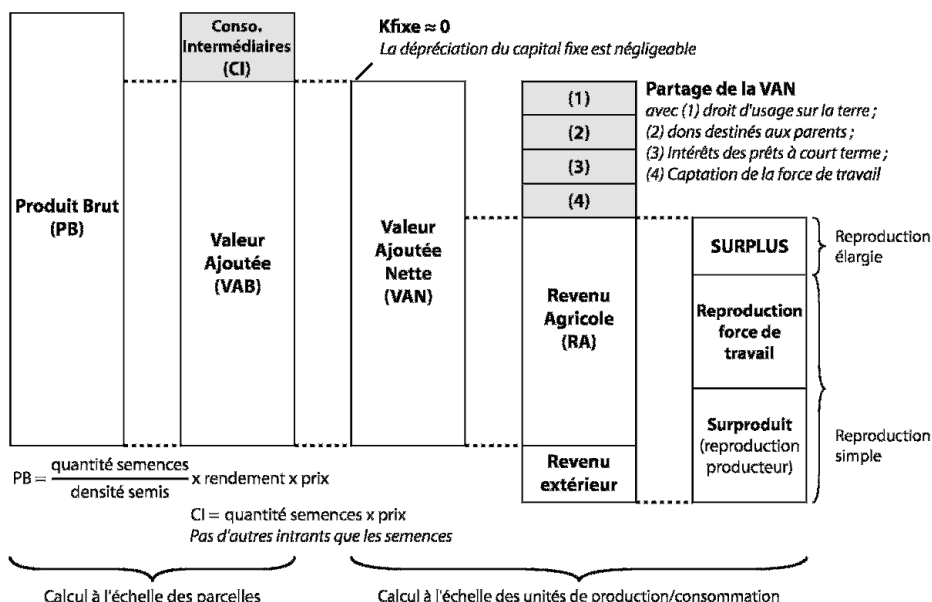 Conso.
Intermédiaires
(CI)
Kfixe ≈ 0
La dépréciation du capital fixe est négligeable
Produit Brut
(PB)
Valeur
Ajoutée
(VAB)
Valeur
Ajoutée
Nette
(VAN)
(1)
(2)
(3)
(4)
Partage de la VAN
avec (1) droit d'usage sur la terre ;
(2) dons destinés aux parents ;
(3) Intérêts des prêts à court terme ;
(4) Captation de la force de travail
Revenu
Agricole
(RA)
Revenu
extérieur
SURPLUS
Reproduction
force de
travail
Surproduit
(reproduction
producteur)
Reproduction
élargie
Reproduction
simple
PB = quantité semences / densité semis x rendement x prix
CI = quantité semences x prix
Pas d'autres intrants que les semences
Calcul à l'échelle des parcelles
Calcul à l'échelle des unités de production/consommation